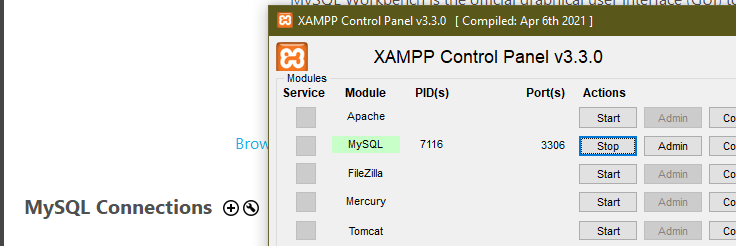 MySQL Workbench is the official graphical user interface (GUI) to
XAMPP Control Panel v3.3.0 [ Compiled: Apr 6th 2021 ]
XAMPP Control Panel v3.3.0
Modules
Service Module PID(s) Port(s) Actions
Apache Start Admin Co
MySQL 7116 3306 Stop Admin Co
FileZilla Start Admin Co
Mercury Start Admin Co
Tomcat Start Admin Co
Brow
MySQL Connections